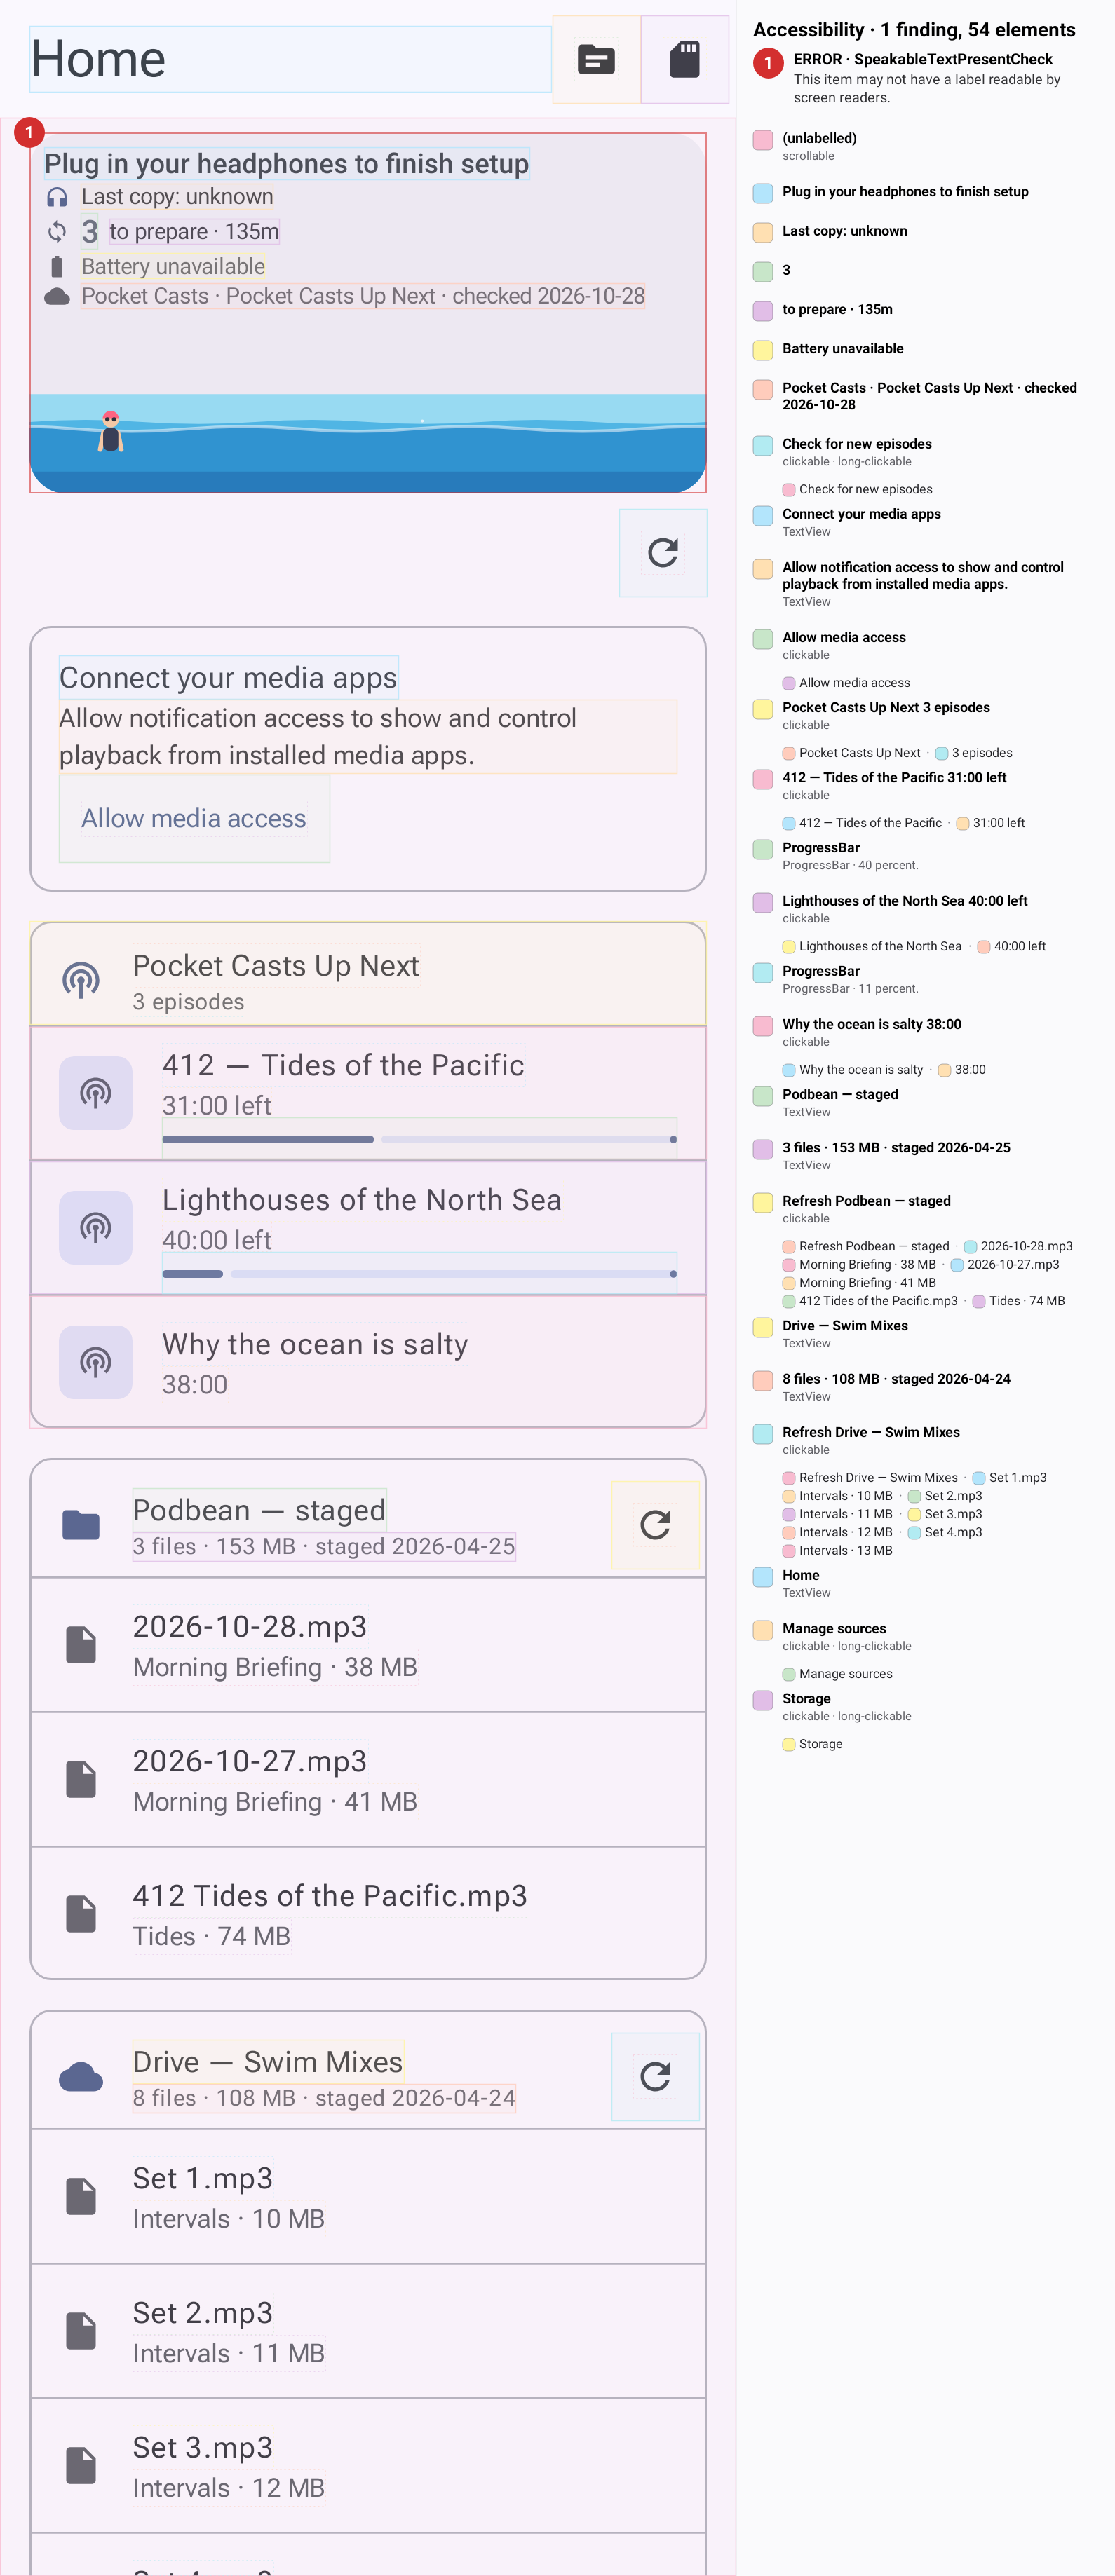 Home
1
Plug in your headphones to finish setup
Last copy: unknown
3 to prepare · 135m
Battery unavailable
Pocket Casts · Pocket Casts Up Next · checked 2026-10-28
Connect your media apps
Allow notification access to show and control
playback from installed media apps.
Allow media access
Pocket Casts Up Next
3 episodes
412 — Tides of the Pacific
31:00 left
Lighthouses of the North Sea
40:00 left
Why the ocean is salty
38:00
Podbean — staged
3 files · 153 MB · staged 2026-04-25
2026-10-28.mp3
Morning Briefing · 38 MB
2026-10-27.mp3
Morning Briefing · 41 MB
412 Tides of the Pacific.mp3
Tides · 74 MB
Drive — Swim Mixes
8 files · 108 MB · staged 2026-04-24
Set 1.mp3
Intervals · 10 MB
Set 2.mp3
Intervals · 11 MB
Set 3.mp3
Intervals · 12 MB
Accessibility · 1 finding, 54 elements
1 ERROR · SpeakableTextPresentCheck
This item may not have a label readable by
screen readers.
(unlabelled)
scrollable
Plug in your headphones to finish setup
Last copy: unknown
3
to prepare · 135m
Battery unavailable
Pocket Casts · Pocket Casts Up Next · checked
2026-10-28
Check for new episodes
clickable · long-clickable
Check for new episodes
Connect your media apps
TextView
Allow notification access to show and control
playback from installed media apps.
TextView
Allow media access
clickable
Allow media access
Pocket Casts Up Next 3 episodes
clickable
Pocket Casts Up Next · 3 episodes
412 — Tides of the Pacific 31:00 left
clickable
412 — Tides of the Pacific · 31:00 left
ProgressBar
ProgressBar · 40 percent.
Lighthouses of the North Sea 40:00 left
clickable
Lighthouses of the North Sea · 40:00 left
ProgressBar
ProgressBar · 11 percent.
Why the ocean is salty 38:00
clickable
Why the ocean is salty · 38:00
Podbean — staged
TextView
3 files · 153 MB · staged 2026-04-25
TextView
Refresh Podbean — staged
clickable
Refresh Podbean — staged · 2026-10-28.mp3
Morning Briefing · 38 MB · 2026-10-27.mp3
Morning Briefing · 41 MB
412 Tides of the Pacific.mp3 · Tides · 74 MB
Drive — Swim Mixes
TextView
8 files · 108 MB · staged 2026-04-24
TextView
Refresh Drive — Swim Mixes
clickable
Refresh Drive — Swim Mixes · Set 1.mp3
Intervals · 10 MB · Set 2.mp3
Intervals · 11 MB · Set 3.mp3
Intervals · 12 MB · Set 4.mp3
Intervals · 13 MB
Home
TextView
Manage sources
clickable · long-clickable
Manage sources
Storage
clickable · long-clickable
Storage